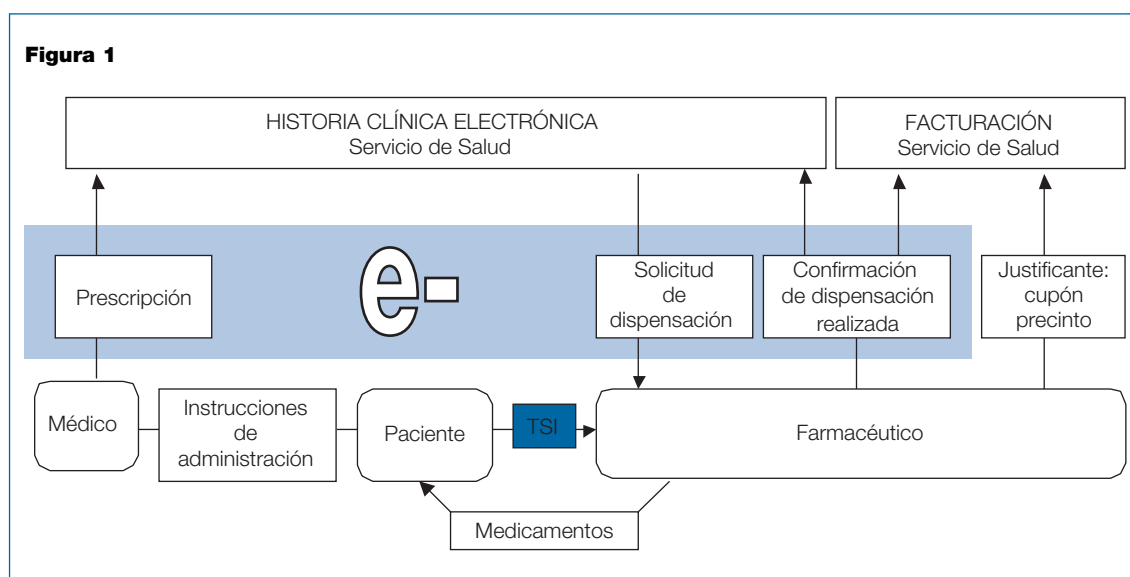 Figura 1
HISTORIA CLÍNICA ELECTRÓNICA
Servicio de Salud
FACTURACIÓN
Servicio de Salud
Prescripción
e-
Solicitud
de
dispensación
Confirmación
de dispensación
realizada
Justificante:
cupón
precinto
Médico
Instrucciones
de
administración
Paciente
TSI
Farmacéutico
Medicamentos